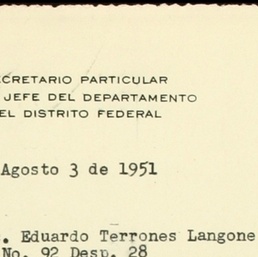 CRETARIO PARTICULAR
JEFE DEL DEPARTAMENTO
EL DISTRITO FEDERAL
Agosto 3 de 1951
. Eduardo Terrones Langone
No. 92 Desp. 28